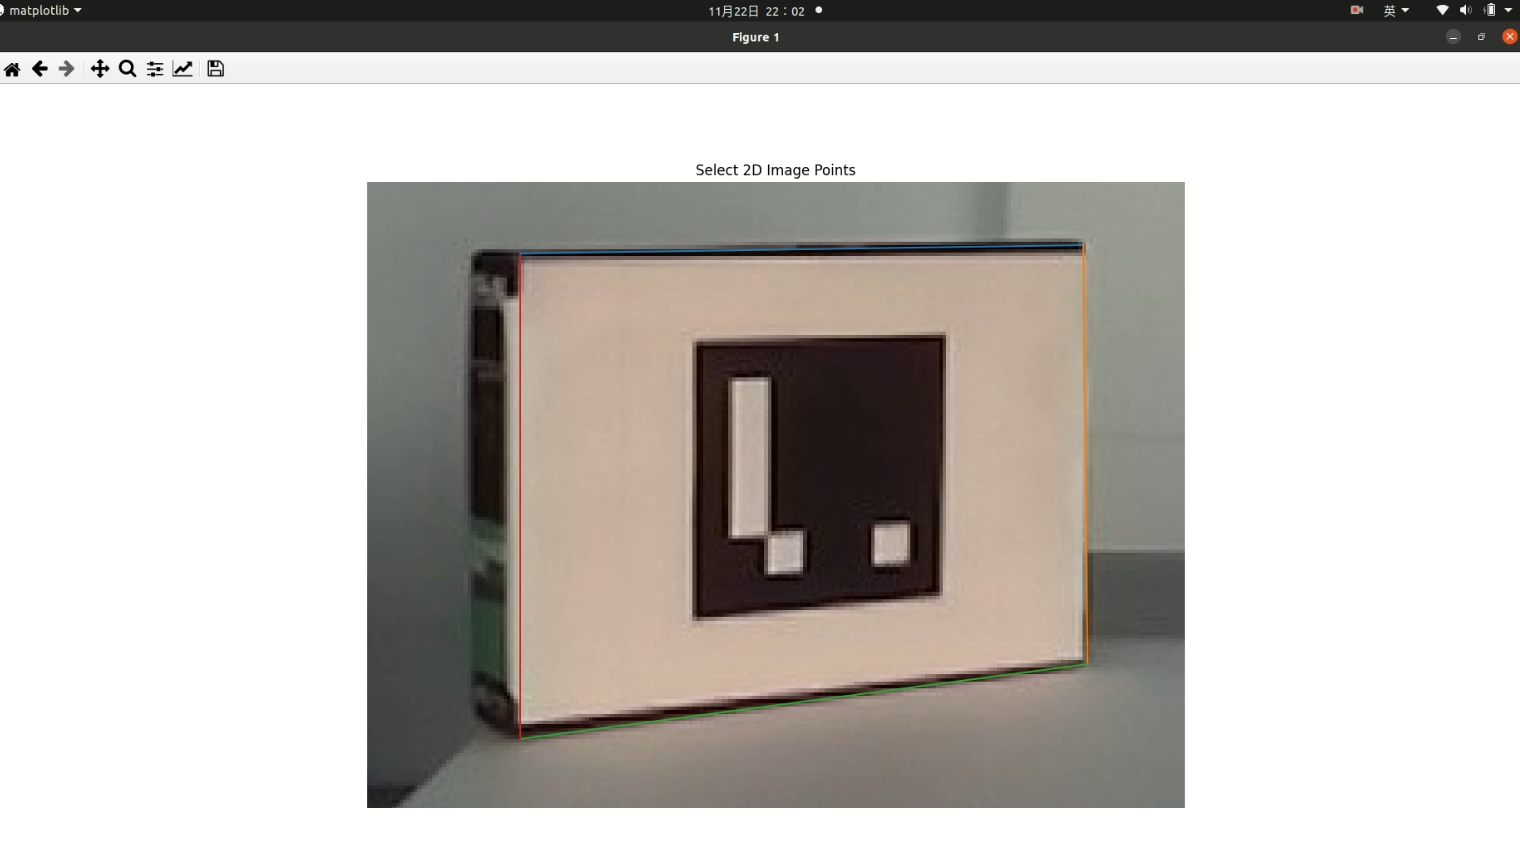 matplotlib
11月22日 22：02
英
Figure 1
Select 2D Image Points